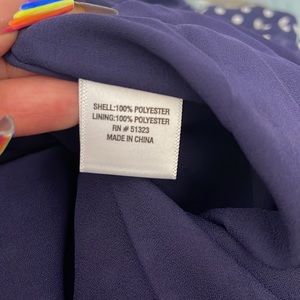 SHELL:100% POLYESTER
LINING:100% POLYESTER
RN # 51323
MADE IN CHINA